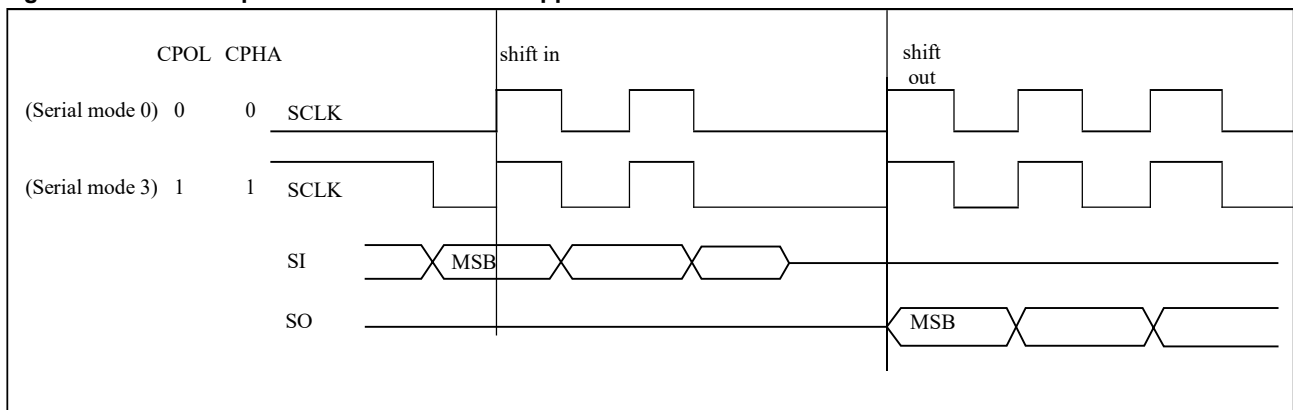 CPOL CPHA
shift in
shift
out
(Serial mode 0) 0 0 SCLK
(Serial mode 3) 1 1 SCLK
SI MSB
SO MSB